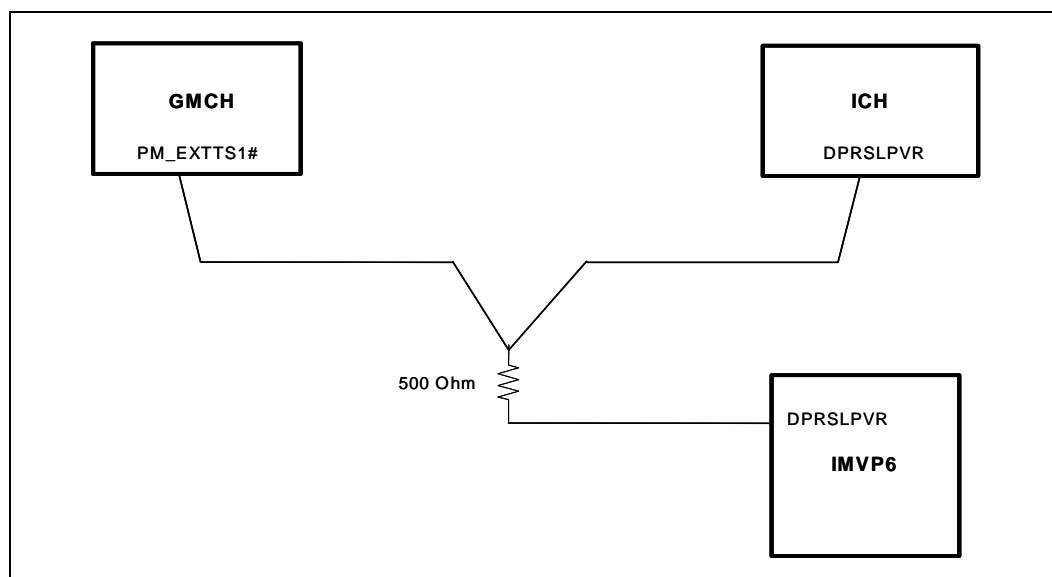 GMCH
PM_EXTTS1#
ICH
DPRSLPVR
500 Ohm
DPRSLPVR
IMVP6